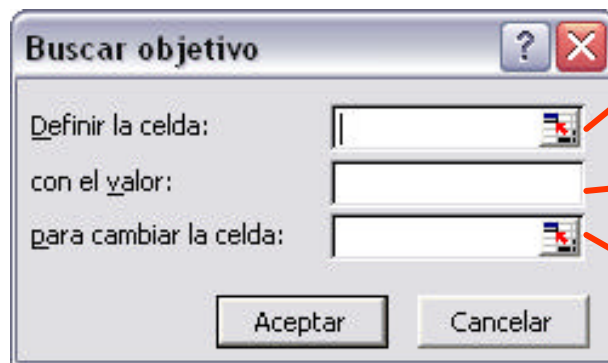 Buscar objetivo
Definir la celda:
con el valor:
para cambiar la celda:
Aceptar
Cancelar